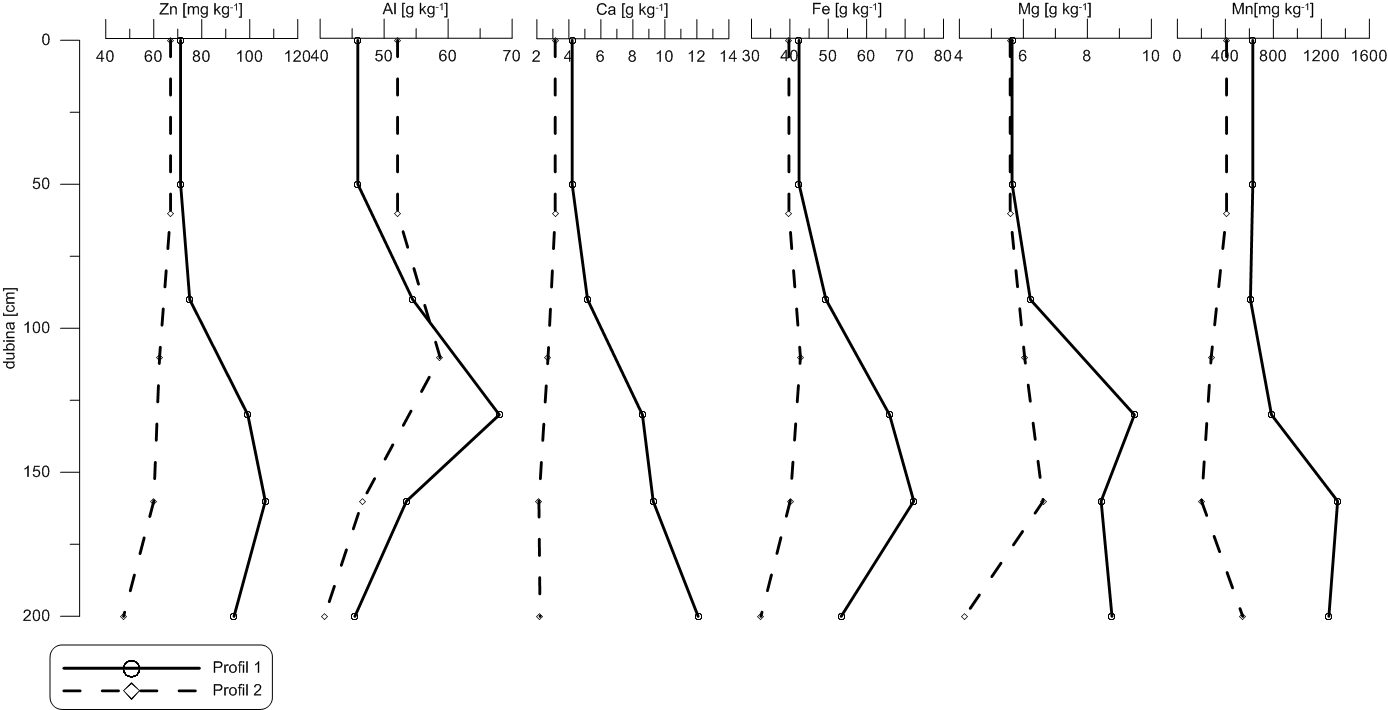 Zn [mg kg⁻¹] Al [g kg⁻¹] Ca [g kg⁻¹] Fe [g kg⁻¹] Mg [g kg⁻¹] Mn[mg kg⁻¹]
0
40 60 80 100 120 40 50 60 70 2 4 6 8 10 12 14 30 40 50 60 70 80 4 6 8 10 0 400 800 1200 1600
50
100
150
200
dubina [cm]
Profil 1
Profil 2